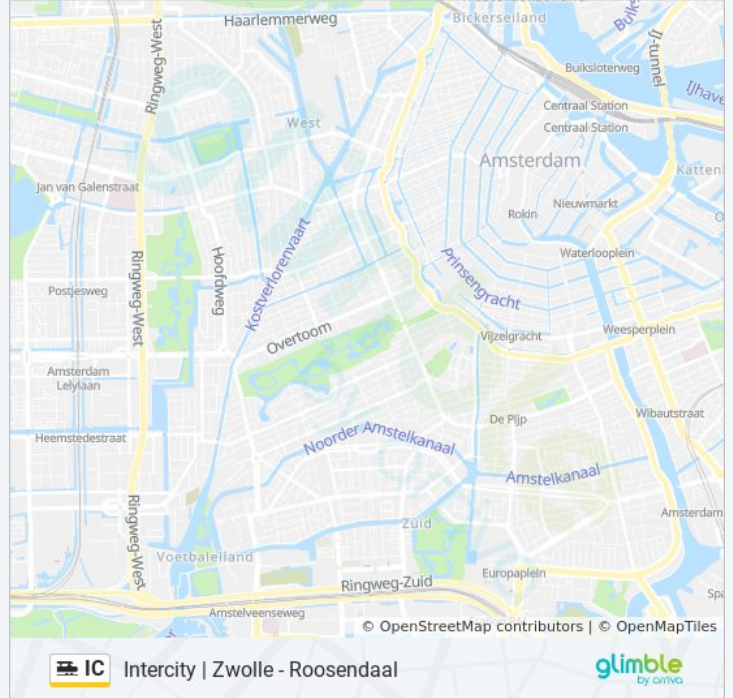 Haarlemmerweg
Bickerseiland
Ringweg-West
IJ-tunnel
Buiksloterweg
IJhave
Centraal Station
West
Centraal Station
Amsterdam
Katten
Jan van Galenstraat
Nieuwmarkt
Rokin
Kostverlorenvaart
Hoofdweg
Waterlooplein
Prinsengracht
Postjesweg
Ringweg-West
Overtoom
Vijzelgracht
Weesperplein
Amsterdam
Lelylaan
De Pijp
Wibautstraat
Heemstedestraat
Noorder Amstelkanaal
Amstelkanaal
Ringweg-West
Amsterdam
Zuid
Voetbaleiland
Europaplein
Ringweg-Zuid
Spa
Amstelveenseweg
© OpenStreetMap contributors | © OpenMapTiles
IC Intercity | Zwolle - Roosendaal
glimble
by arriva